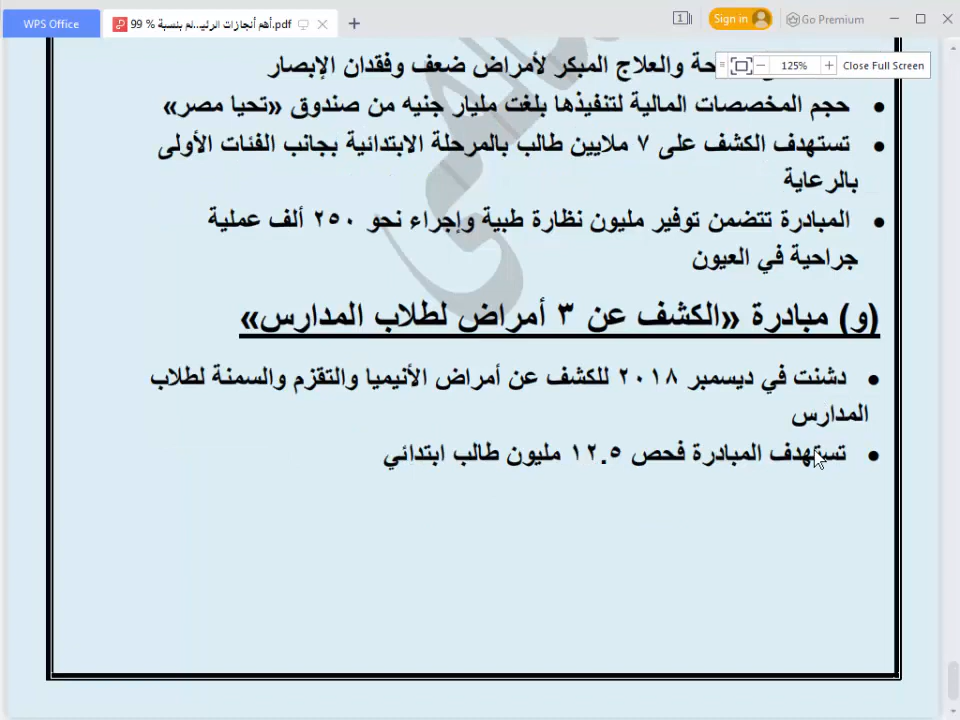 WPS Office
أهم أنجازات الرئيـ...لم بنسبة % 99.pdf
1
Sign in
Go Premium
125%
Close Full Screen
والعلاج المبكر لأمراض ضعف وفقدان الإبصار
حجم المخصصات المالية لتنفيذها بلغت مليار جنيه من صندوق «تحيا مصر»
تستهدف الكشف على ٧ ملايين طالب بالمرحلة الابتدائية بجانب الفئات الأولى
بالرعاية
المبادرة تتضمن توفير مليون نظارة طبية وإجراء نحو ٢٥٠ ألف عملية
جراحية في العيون
(و) مبادرة «الكشف عن ٣ أمراض لطلاب المدارس»
دشنت في ديسمبر ٢٠١٨ للكشف عن أمراض الأنيميا والتقزم والسمنة لطلاب
المدارس
تستهدف المبادرة فحص ١٢.٥ مليون طالب ابتدائي